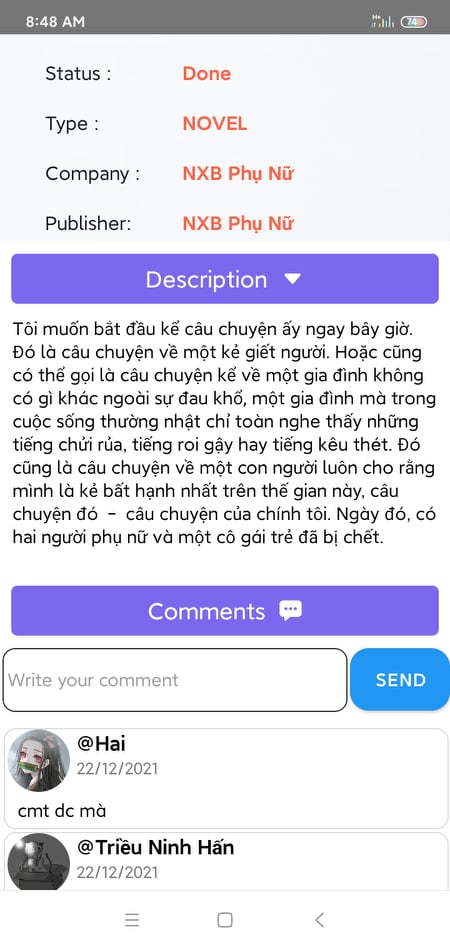 8:48 AM
74
Status :
Done
Type :
NOVEL
Company :
NXB Phụ Nữ
Publisher:
NXB Phụ Nữ
Description
Tôi muốn bắt đầu kể câu chuyện ấy ngay bây giờ.
Đó là câu chuyện về một kẻ giết người. Hoặc cũng
có thể gọi là câu chuyện kể về một gia đình không
có gì khác ngoài sự đau khổ, một gia đình mà trong
cuộc sống thường nhật chỉ toàn nghe thấy những
tiếng chửi rủa, tiếng roi gậy hay tiếng kêu thét. Đó
cũng là câu chuyện về một con người luôn cho rằng
mình là kẻ bất hạnh nhất trên thế gian này, câu
chuyện đó – câu chuyện của chính tôi. Ngày đó, có
hai người phụ nữ và một cô gái trẻ đã bị chết.
Comments
Write your comment
SEND
@Hai
22/12/2021
cmt dc mà
@Triều Ninh Hấn
22/12/2021